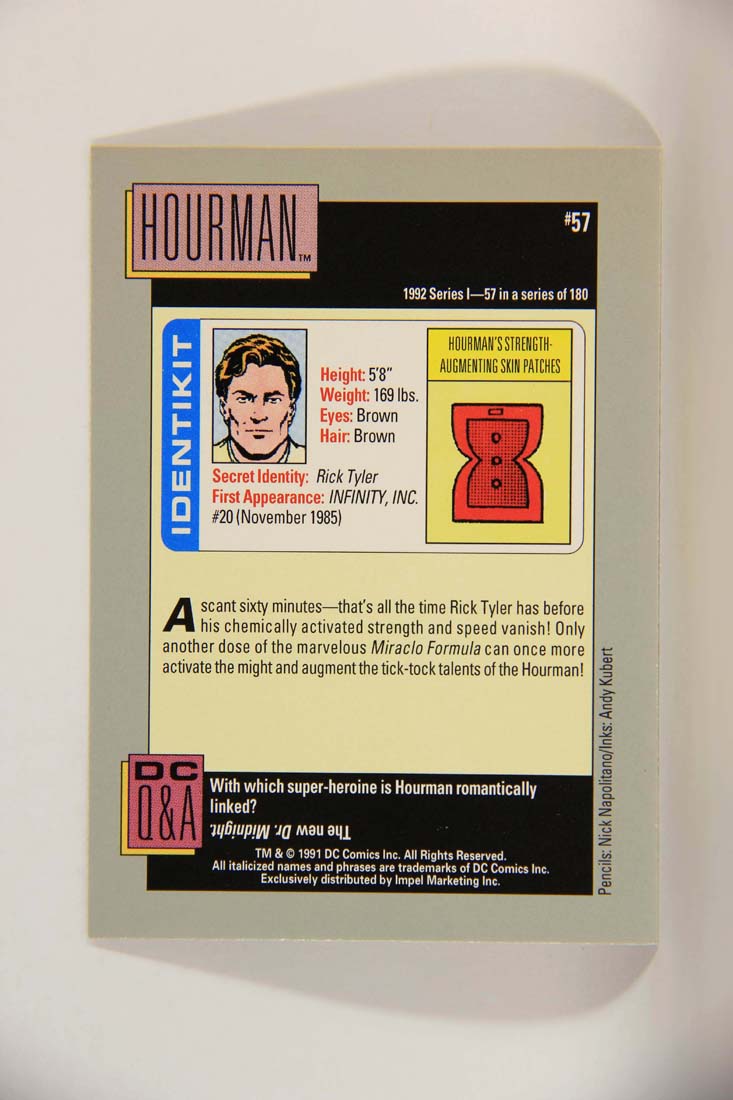 HOURMAN™
#57
1992 Series I—57 in a series of 180
IDENTIKIT
Height: 5'8"
Weight: 169 lbs.
Eyes: Brown
Hair: Brown
Secret Identity: Rick Tyler
First Appearance: INFINITY, INC.
#20 (November 1985)
HOURMAN'S STRENGTH-
AUGMENTING SKIN PATCHES
A scant sixty minutes—that's all the time Rick Tyler has before
his chemically activated strength and speed vanish! Only
another dose of the marvelous Miraclo Formula can once more
activate the might and augment the tick-tock talents of the Hourman!
Pencils: Nick Napolitano/Inks: Andy Kubert
DC
Q&A
With which super-heroine is Hourman romantically
linked?
The new Dr. Midnight.
TM & © 1991 DC Comics Inc. All Rights Reserved.
All italicized names and phrases are trademarks of DC Comics Inc.
Exclusively distributed by Impel Marketing Inc.